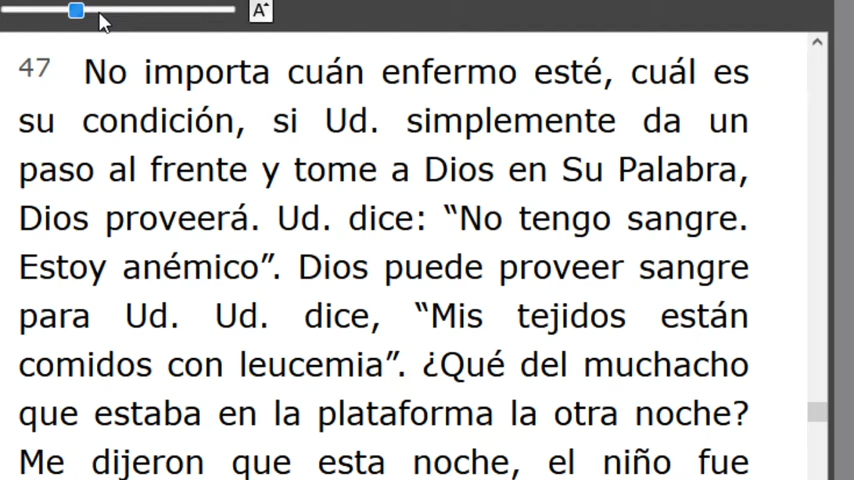 A
47 No importa cuán enfermo esté, cuál es
su condición, si Ud. simplemente da un
paso al frente y tome a Dios en Su Palabra,
Dios proveerá. Ud. dice: “No tengo sangre.
Estoy anémico”. Dios puede proveer sangre
para Ud. Ud. dice, “Mis tejidos están
comidos con leucemia”. ¿Qué del muchacho
que estaba en la plataforma la otra noche?
Me dijeron que esta noche, el niño fue